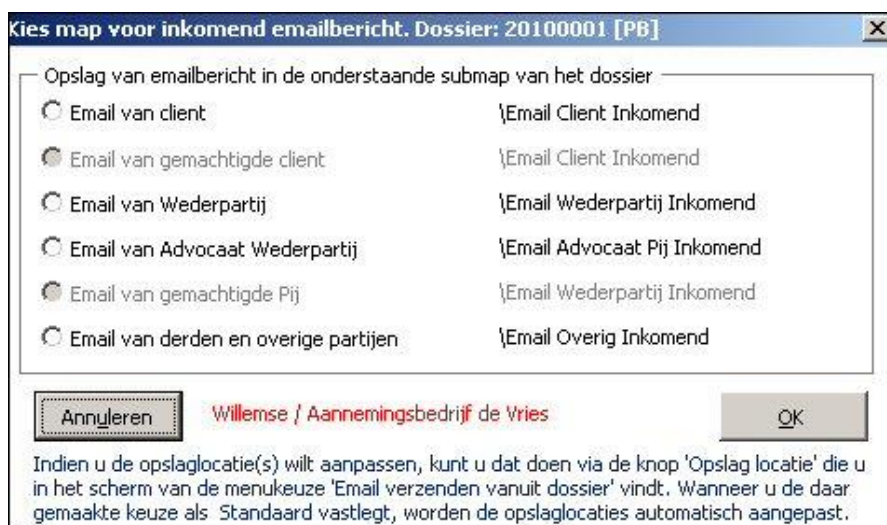 Kies map voor inkomend emailbericht. Dossier: 20100001 [PB]
Opslag van emailbericht in de onderstaande submap van het dossier
Email van client \Email Client Inkomend
Email van gemachtigde client \Email Client Inkomend
Email van Wederpartij \Email Wederpartij Inkomend
Email van Advocaat Wederpartij \Email Advocaat Pij Inkomend
Email van gemachtigde Pij \Email Wederpartij Inkomend
Email van derden en overige partijen \Email Overig Inkomend
Annuleren Willemse / Aannemingsbedrijf de Vries OK
Indien u de opslaglocatie(s) wilt aanpassen, kunt u dat doen via de knop 'Opslag locatie' die u
in het scherm van de menukeuze 'Email verzenden vanuit dossier' vindt. Wanneer u de daar
gemaakte keuze als Standaard vastlegt, worden de opslaglocaties automatisch aangepast.